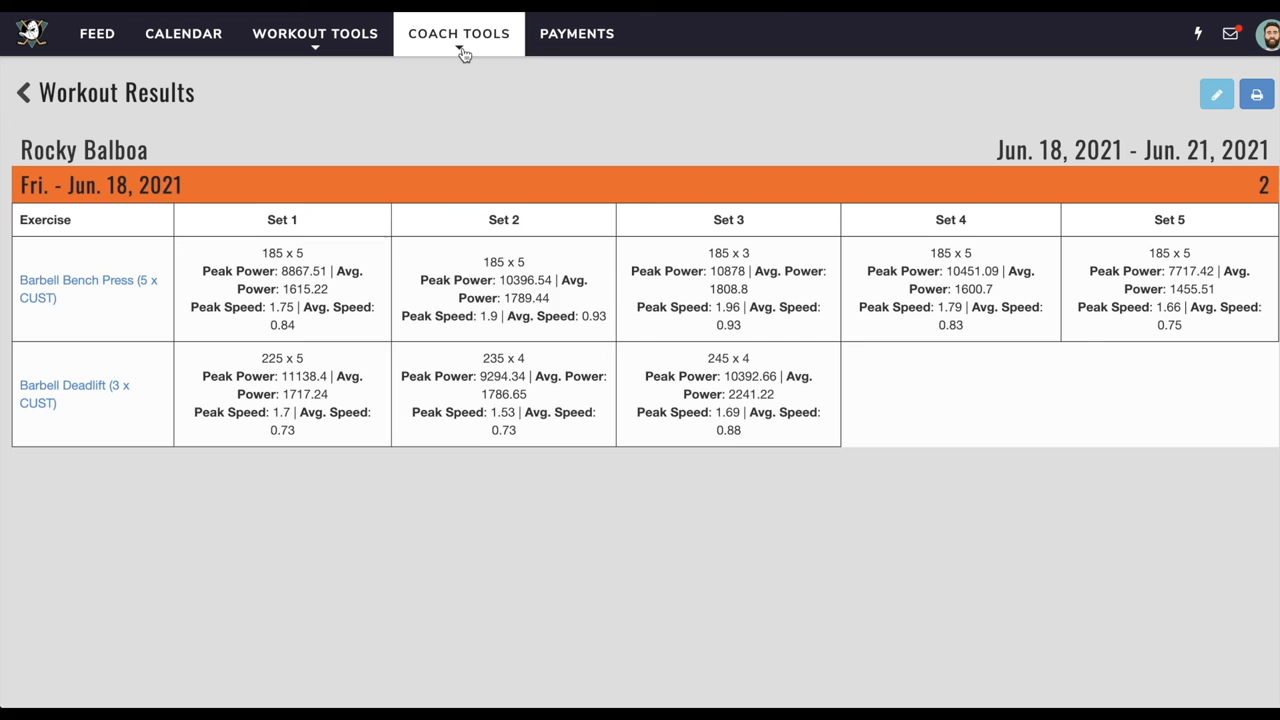 FEED CALENDAR WORKOUT TOOLS COACH TOOLS PAYMENTS
Workout Results
Rocky Balboa Jun. 18, 2021 - Jun. 21, 2021
Fri. - Jun. 18, 2021 2
Exercise Set 1 Set 2 Set 3 Set 4 Set 5
Barbell Bench Press (5 x
CUST)
185 x 5
Peak Power: 8867.51 | Avg.
Power: 1615.22
Peak Speed: 1.75 | Avg. Speed:
0.84
185 x 5
Peak Power: 10396.54 | Avg.
Power: 1789.44
Peak Speed: 1.9 | Avg. Speed: 0.93
185 x 3
Peak Power: 10878 | Avg. Power:
1808.8
Peak Speed: 1.96 | Avg. Speed:
0.93
185 x 5
Peak Power: 10451.09 | Avg.
Power: 1600.7
Peak Speed: 1.79 | Avg. Speed:
0.83
185 x 5
Peak Power: 7717.42 | Avg.
Power: 1455.51
Peak Speed: 1.66 | Avg. Speed:
0.75
Barbell Deadlift (3 x
CUST)
225 x 5
Peak Power: 11138.4 | Avg.
Power: 1717.24
Peak Speed: 1.7 | Avg. Speed:
0.73
235 x 4
Peak Power: 9294.34 | Avg. Power:
1786.65
Peak Speed: 1.53 | Avg. Speed:
0.73
245 x 4
Peak Power: 10392.66 | Avg.
Power: 2241.22
Peak Speed: 1.69 | Avg. Speed:
0.88